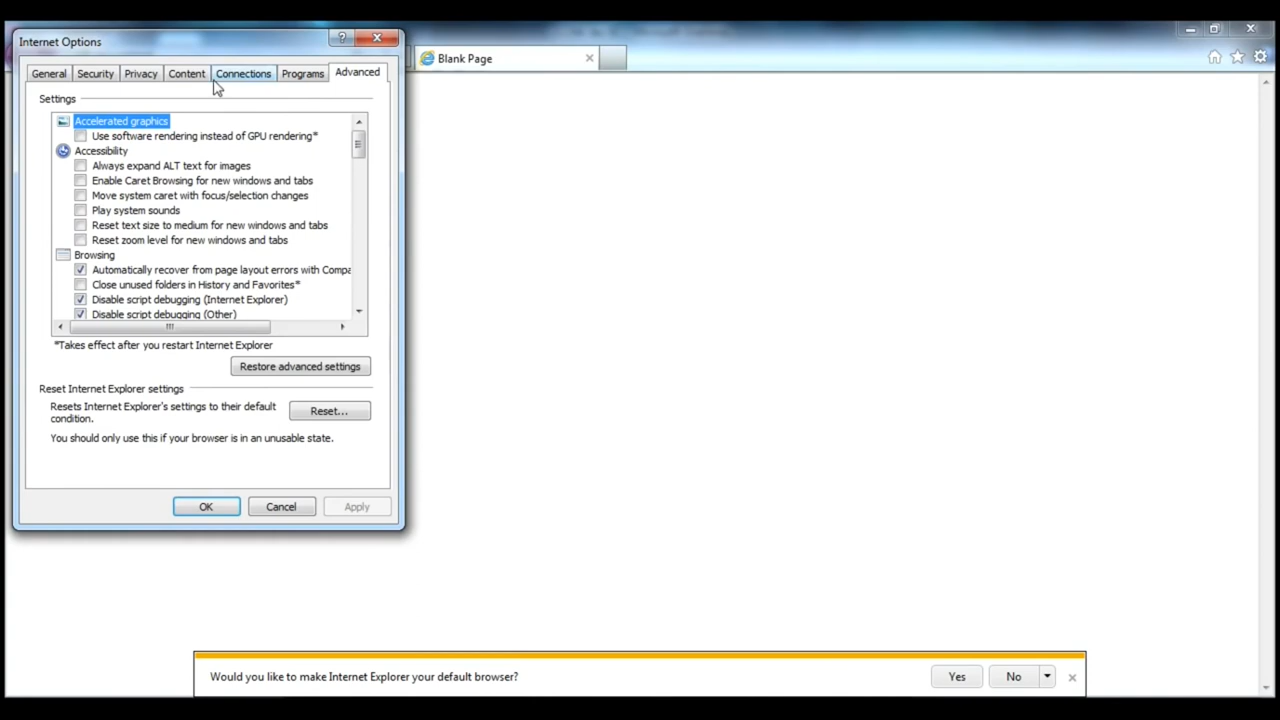 Internet Options
Blank Page
General Security Privacy Content Connections Programs Advanced
Settings
Accelerated graphics
Use software rendering instead of GPU rendering*
Accessibility
Always expand ALT text for images
Enable Caret Browsing for new windows and tabs
Move system caret with focus/selection changes
Play system sounds
Reset text size to medium for new windows and tabs
Reset zoom level for new windows and tabs
Browsing
Automatically recover from page layout errors with Compa
Close unused folders in History and Favorites*
Disable script debugging (Internet Explorer)
Disable script debugging (Other)
*Takes effect after you restart Internet Explorer
Restore advanced settings
Reset Internet Explorer settings
Resets Internet Explorer's settings to their default
condition.
Reset...
You should only use this if your browser is in an unusable state.
OK Cancel Apply
Would you like to make Internet Explorer your default browser? Yes No